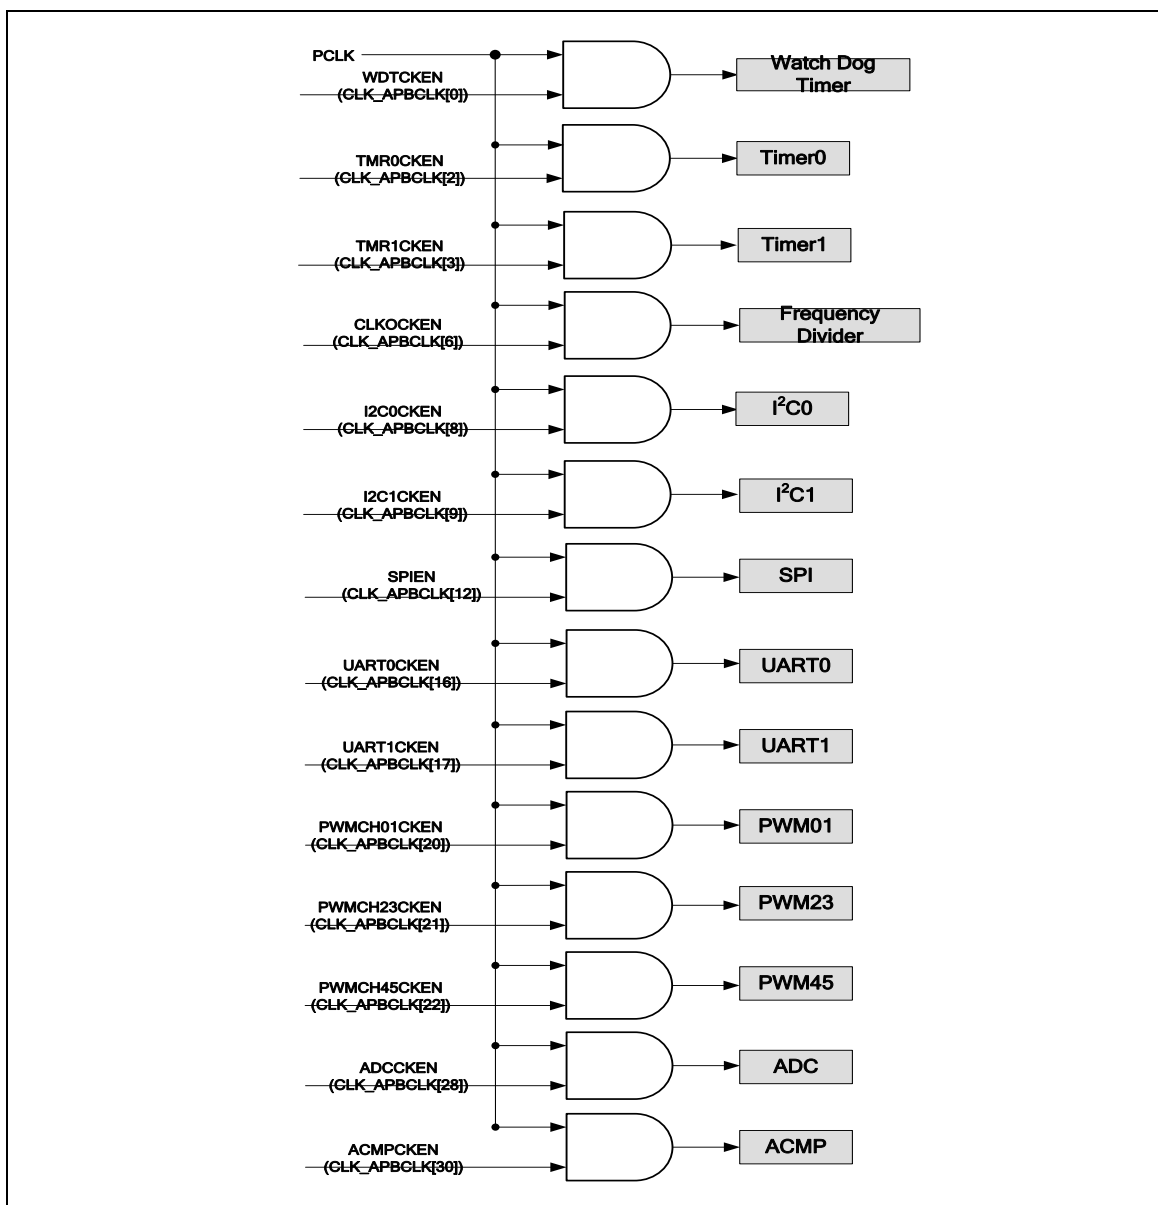 PCLK
WDTCKEN
(CLK_APBCLK[0])
Watch Dog
Timer
TMR0CKEN
(CLK_APBCLK[2])
Timer0
TMR1CKEN
(CLK_APBCLK[3])
Timer1
CLKOCKEN
(CLK_APBCLK[6])
Frequency
Divider
I2C0CKEN
(CLK_APBCLK[8])
I²C0
I2C1CKEN
(CLK_APBCLK[9])
I²C1
SPIEN
(CLK_APBCLK[12])
SPI
UART0CKEN
(CLK_APBCLK[16])
UART0
UART1CKEN
(CLK_APBCLK[17])
UART1
PWMCH01CKEN
(CLK_APBCLK[20])
PWM01
PWMCH23CKEN
(CLK_APBCLK[21])
PWM23
PWMCH45CKEN
(CLK_APBCLK[22])
PWM45
ADCCKEN
(CLK_APBCLK[28])
ADC
ACMPCKEN
(CLK_APBCLK[30])
ACMP